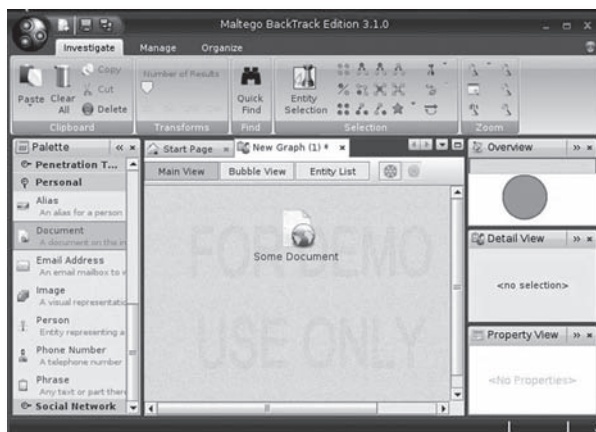 Maltego BackTrack Edition 3.1.0
Investigate Manage Organize
Paste
Clear All
Copy
Cut
Delete
Clipboard
Number of Results
Transforms
Quick Find
Find
Entity Selection
Selection
Zoom
Palette
Penetration T...
Personal
Alias
An alias for a person
Document
A document on the in
Email Address
An email mailbox to w
Image
A visual representatic
Person
Entity representing a
Phone Number
A telephone number
Phrase
Any text or part there
Social Network
Start Page
New Graph (1) *
Main View Bubble View Entity List
Some Document
FOR DEMO
USE ONLY
Overview
Detail View
<no selection>
Property View
<No Properties>